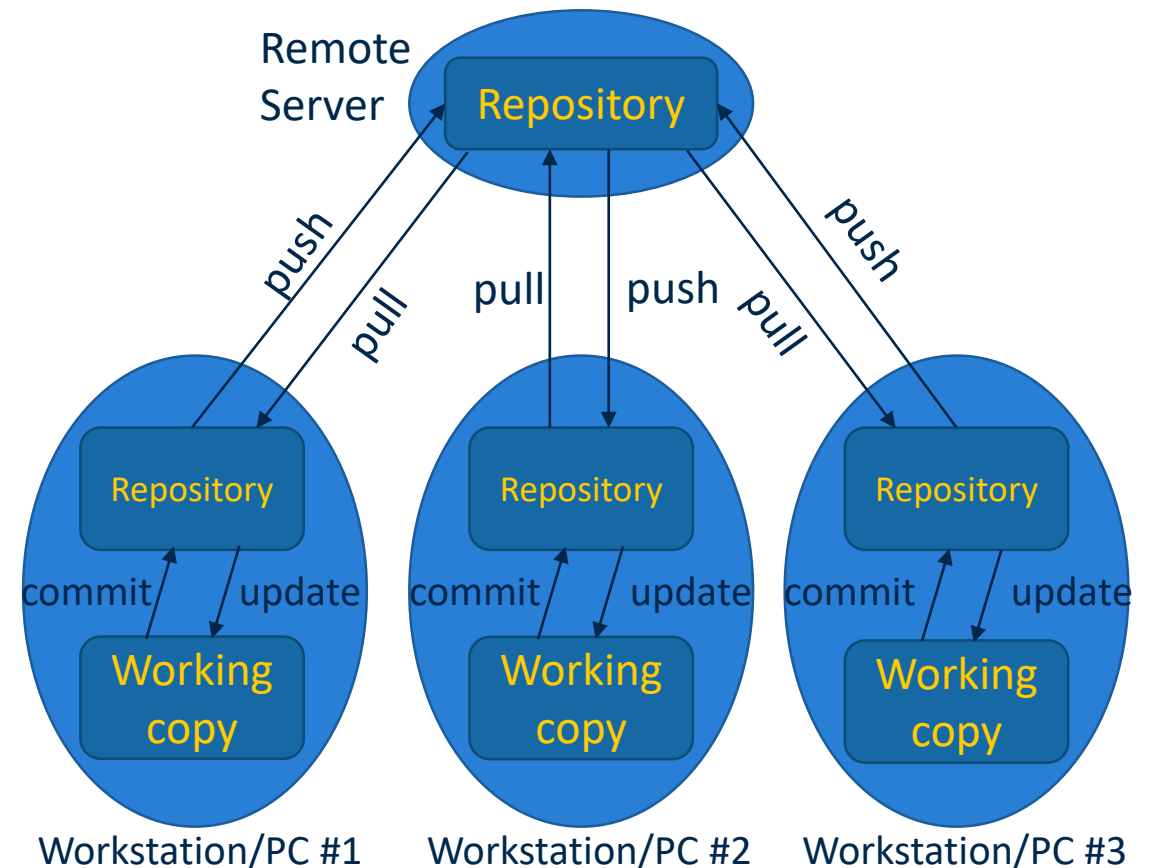 Remote
Server
Repository
push
pull
pull
push
pull
push
Repository
Repository
Repository
commit
update
commit
update
commit
update
Working
copy
Working
copy
Working
copy
Workstation/PC #1
Workstation/PC #2
Workstation/PC #3